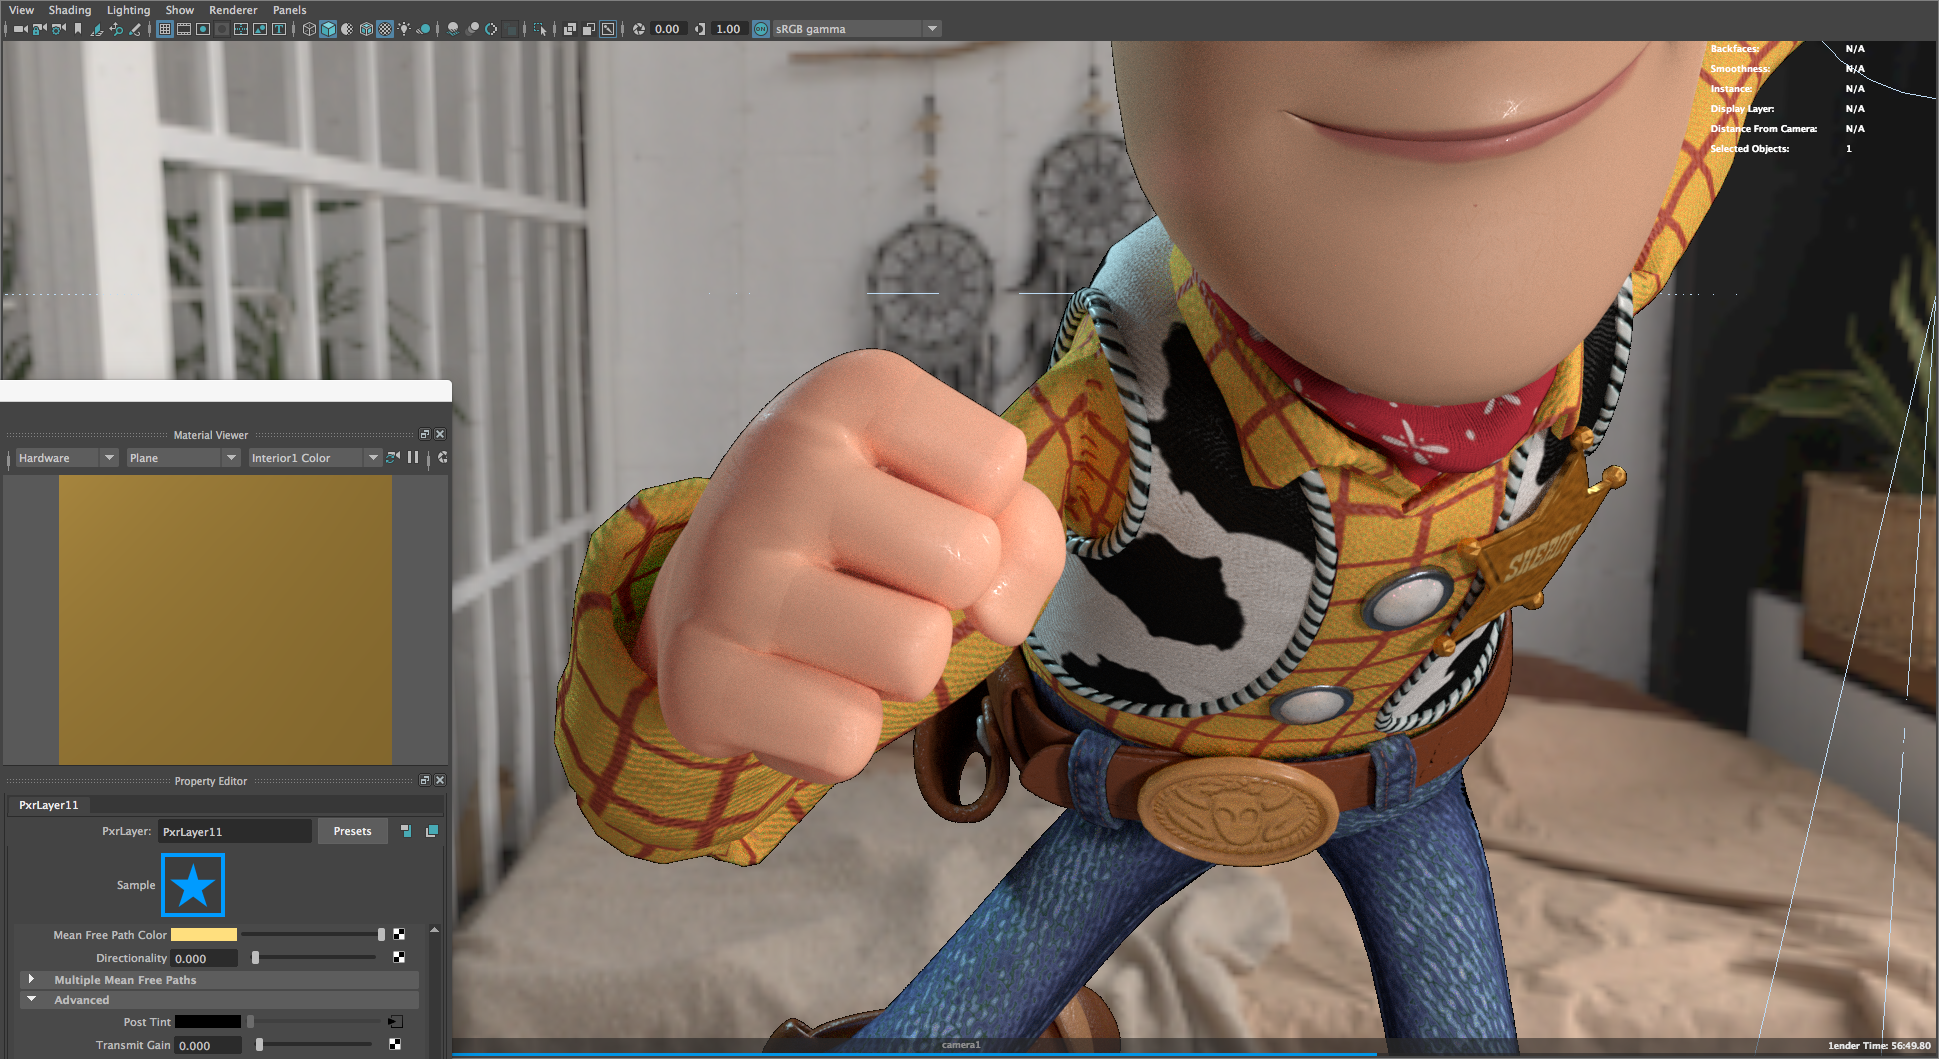 View Shading Lighting Show Renderer Panels
0.00 1.00 ON sRGB gamma
Backfaces: N/A
Smoothness: N/A
Instance: N/A
Display Layer: N/A
Distance From Camera: N/A
Selected Objects: 1
Material Viewer
Hardware Plane Interior1 Color
SHERIFF
Property Editor
PxrLayer11
PxrLayer: PxrLayer11 Presets
Sample
Mean Free Path Color
Directionality 0.000
Multiple Mean Free Paths
Advanced
Post Tint
Transmit Gain 0.000
camera1
1ender Time: 56:49.80